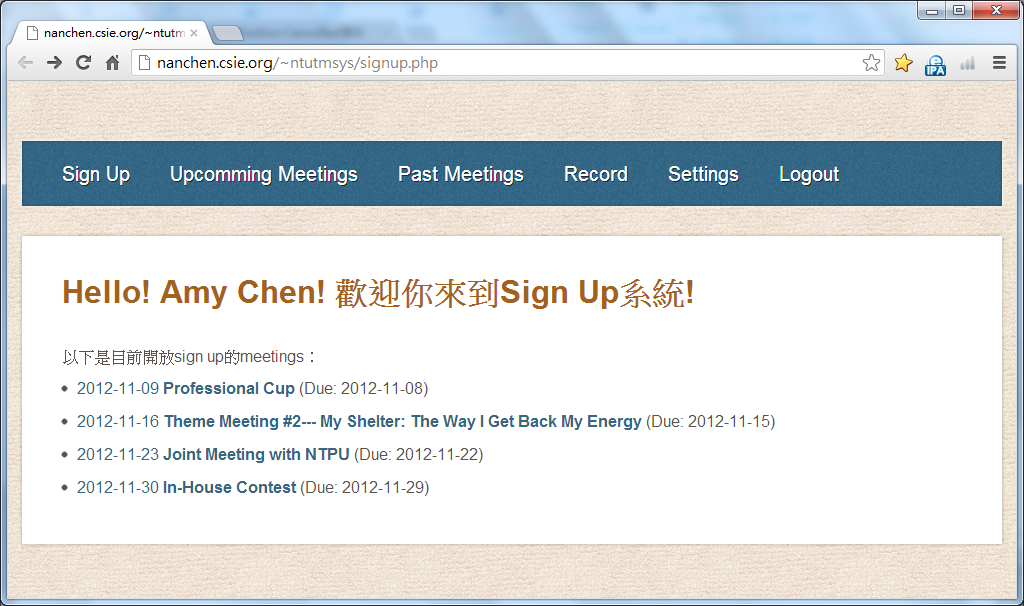 nanchen.csie.org/~ntutm
nanchen.csie.org/~ntutmsys/signup.php
IPA
Sign Up Upcomming Meetings Past Meetings Record Settings Logout
Hello! Amy Chen! 歡迎你來到Sign Up系統!
以下是目前開放sign up的meetings：
2012-11-09 Professional Cup (Due: 2012-11-08)
2012-11-16 Theme Meeting #2--- My Shelter: The Way I Get Back My Energy (Due: 2012-11-15)
2012-11-23 Joint Meeting with NTPU (Due: 2012-11-22)
2012-11-30 In-House Contest (Due: 2012-11-29)